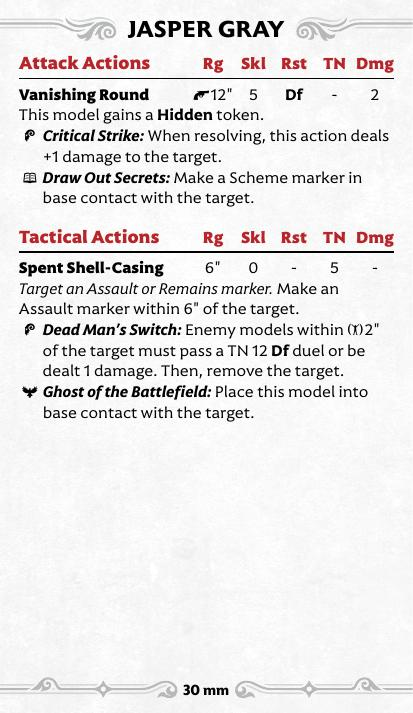 JASPER GRAY
Attack Actions Rg Skl Rst TN Dmg
Vanishing Round 12" 5 Df - 2
This model gains a Hidden token.
Critical Strike: When resolving, this action deals
+1 damage to the target.
Draw Out Secrets: Make a Scheme marker in
base contact with the target.
Tactical Actions Rg Skl Rst TN Dmg
Spent Shell-Casing 6" 0 - 5 -
Target an Assault or Remains marker. Make an
Assault marker within 6" of the target.
Dead Man's Switch: Enemy models within 2"
of the target must pass a TN 12 Df duel or be
dealt 1 damage. Then, remove the target.
Ghost of the Battlefield: Place this model into
base contact with the target.
30 mm